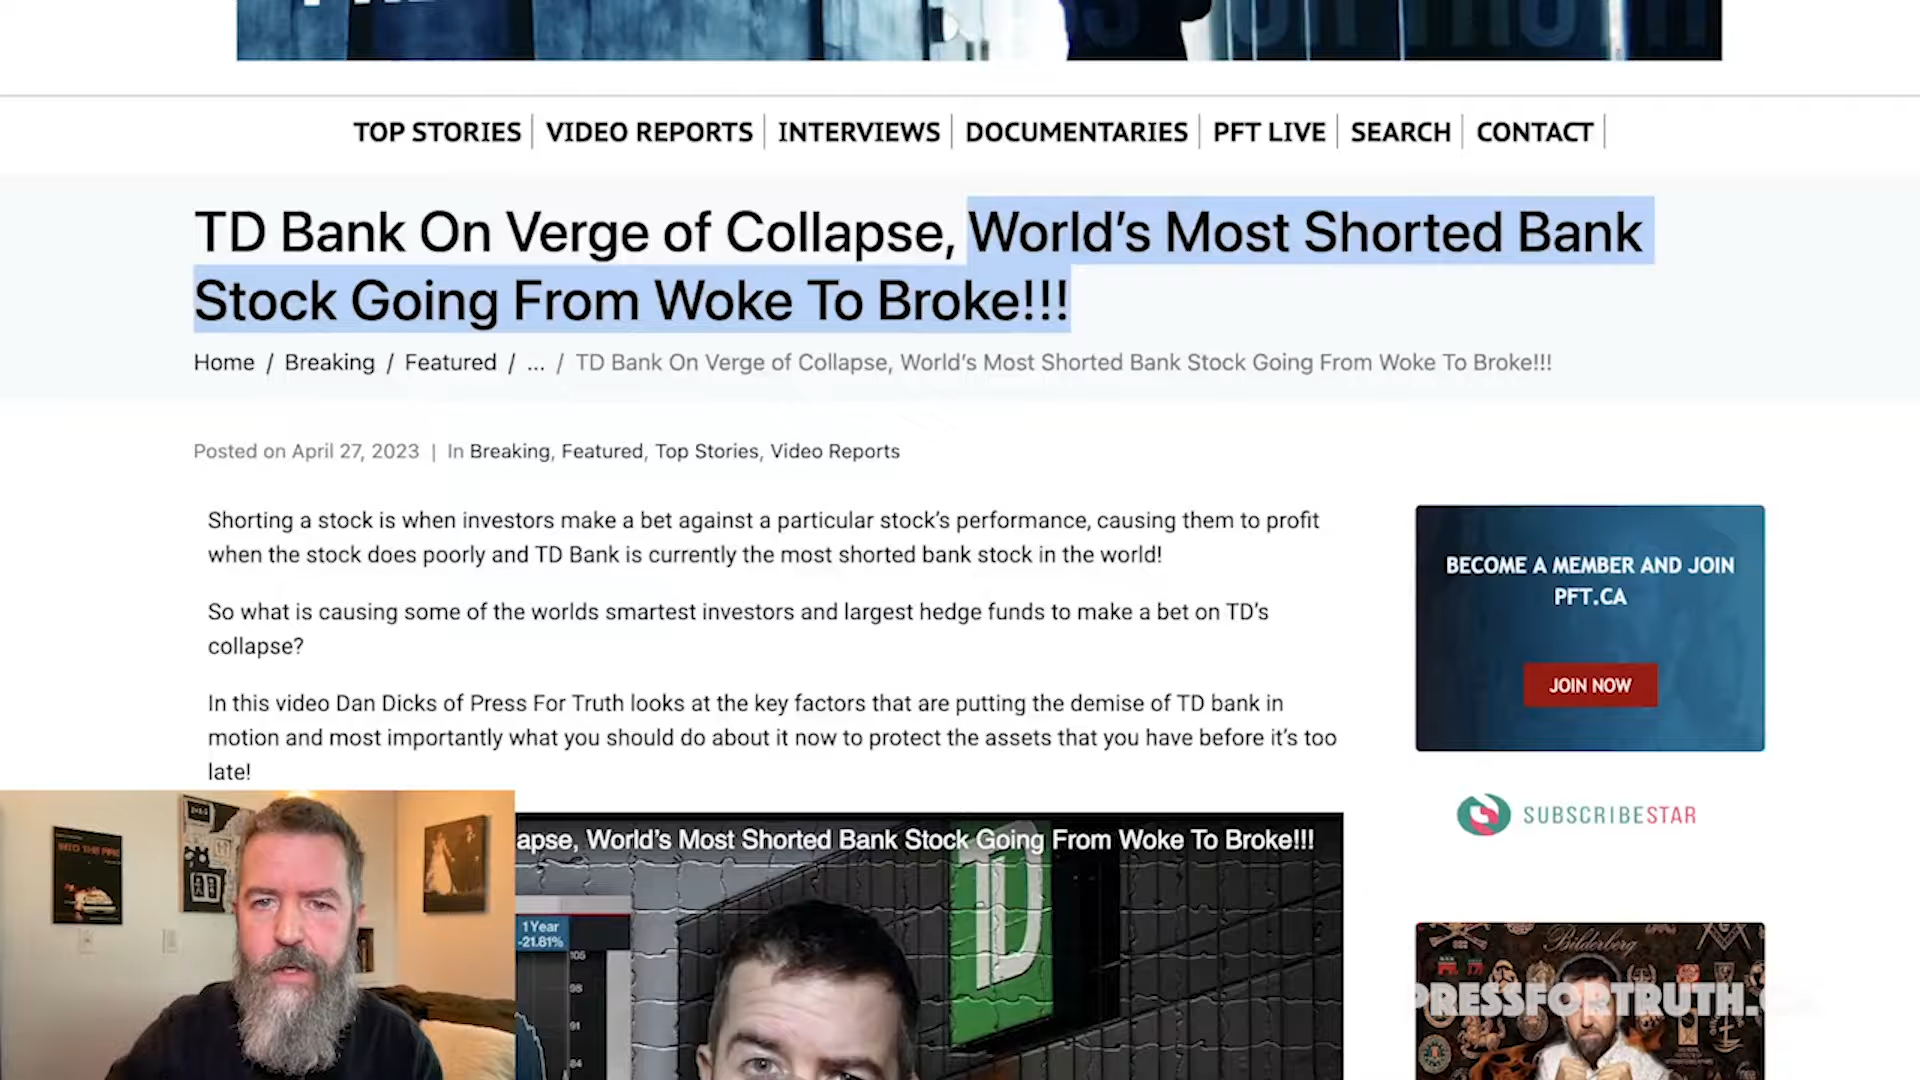 TOP STORIES
VIDEO REPORTS
INTERVIEWS
DOCUMENTARIES
PFT LIVE
SEARCH
CONTACT
TD Bank On Verge of Collapse, World's Most Shorted Bank
Stock Going From Woke To Broke!!!
Home / Breaking / Featured / ... / TD Bank On Verge of Collapse, World's Most Shorted Bank Stock Going From Woke To Broke!!!
Posted on April 27, 2023 | In Breaking, Featured, Top Stories, Video Reports
Shorting a stock is when investors make a bet against a particular stock's performance, causing them to profit
when the stock does poorly and TD Bank is currently the most shorted bank stock in the world!
So what is causing some of the worlds smartest investors and largest hedge funds to make a bet on TD's
collapse?
In this video Dan Dicks of Press For Truth looks at the key factors that are putting the demise of TD bank in
motion and most importantly what you should do about it now to protect the assets that you have before it's too
late!
BECOME A MEMBER AND JOIN
PFT.CA
JOIN NOW
SUBSCRIBESTAR
apse, World's Most Shorted Bank Stock Going From Woke To Broke!!!
TD
1 Year
-21.81%
105
98
91
84
INTO THE FIRE
Bilderberg
PRESSFORTRUTH.CA